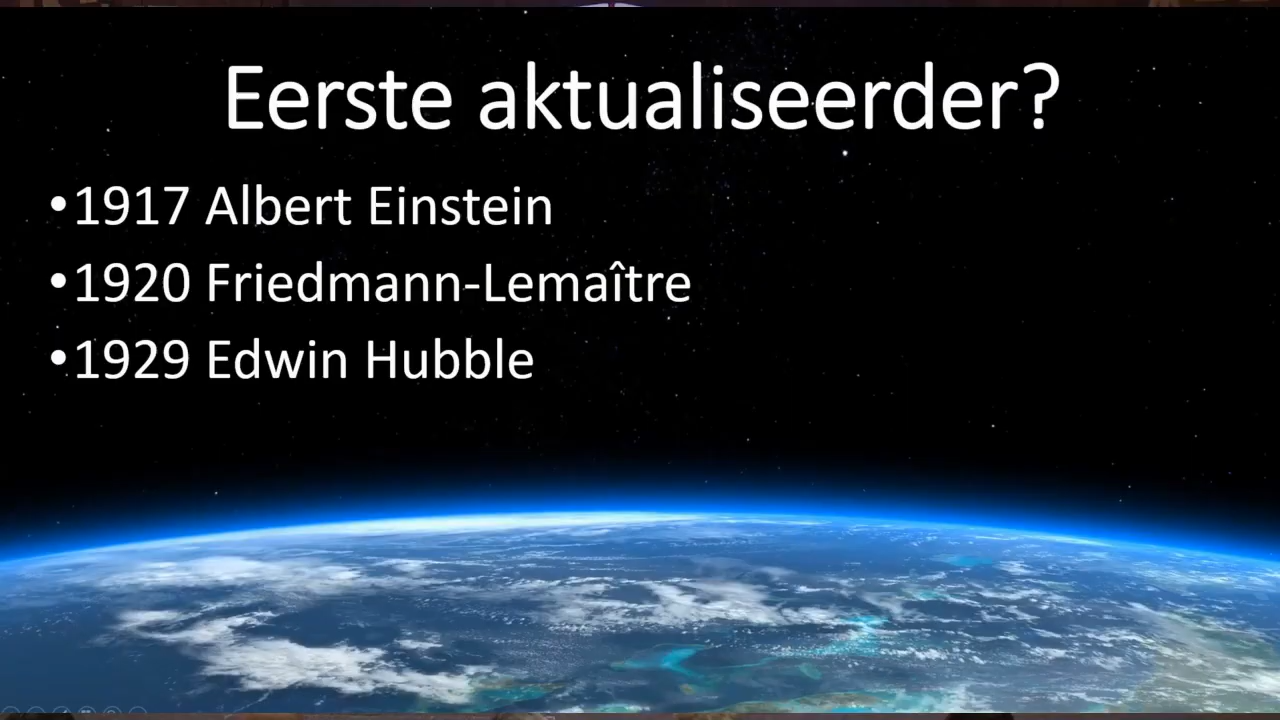 Eerste aktualiseerder?
•1917 Albert Einstein
•1920 Friedmann-Lemaître
•1929 Edwin Hubble